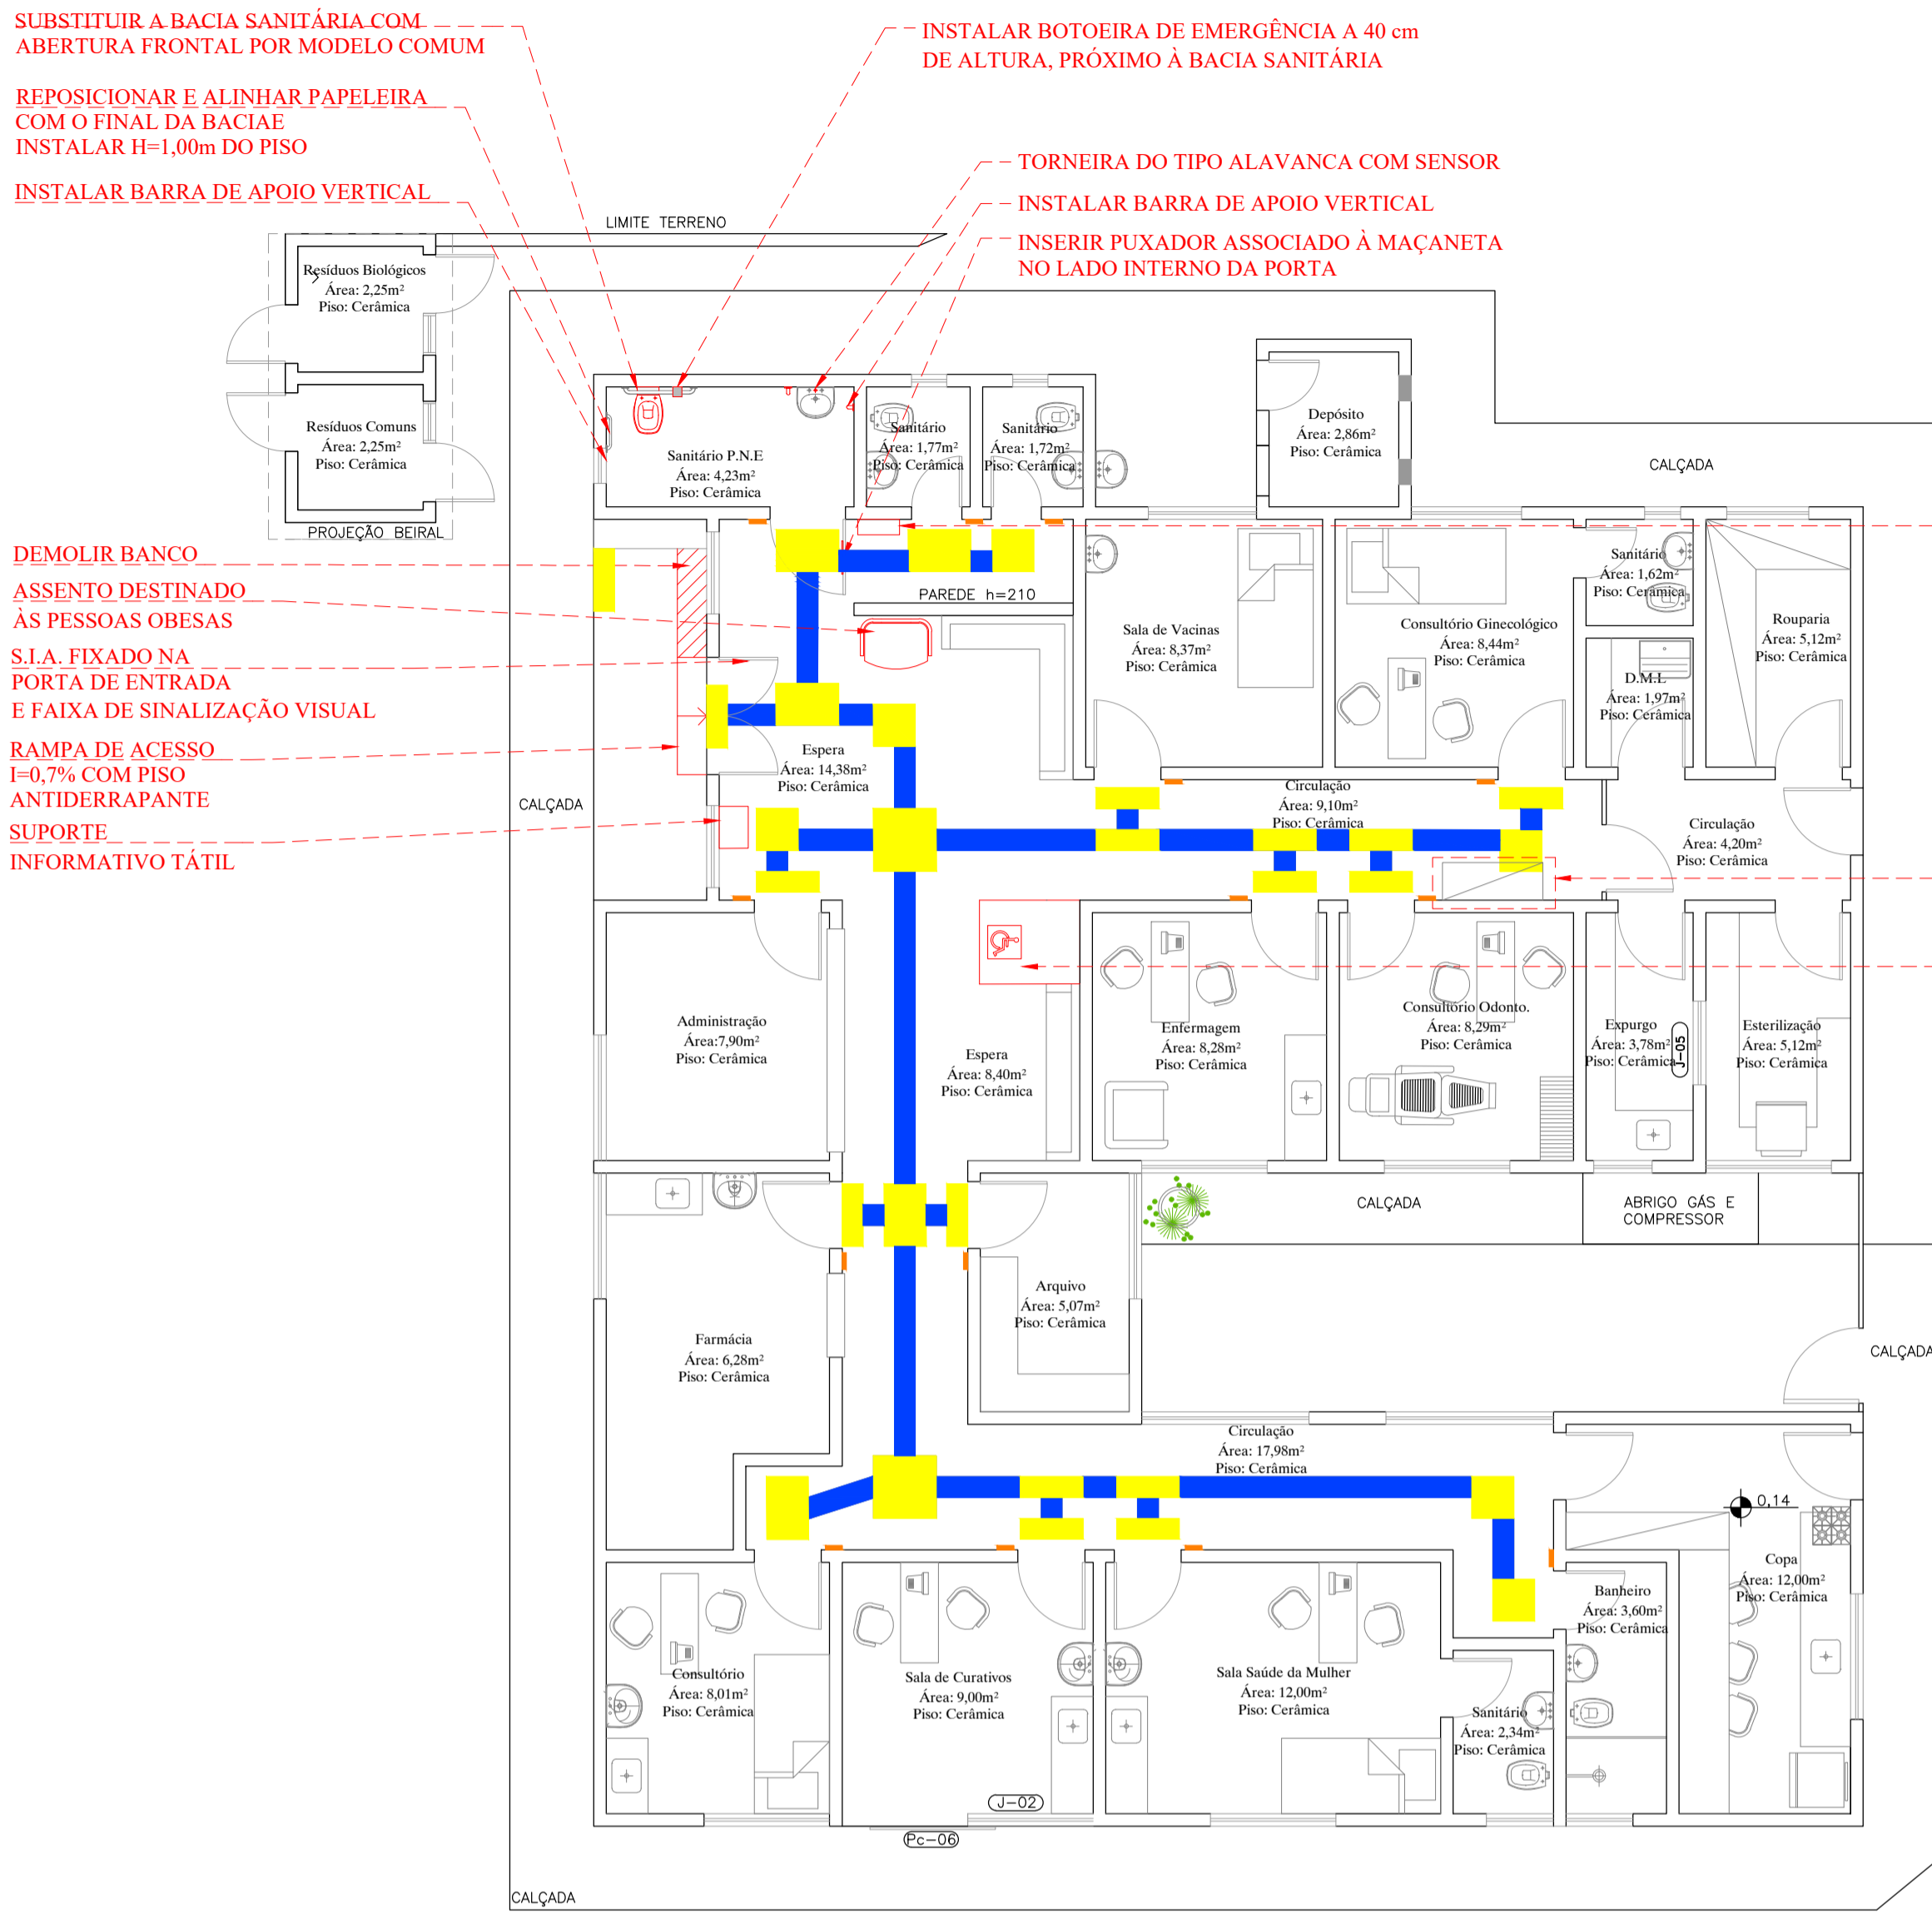 SUBSTITUIR A BACIA SANITÁRIA COM
ABERTURA FRONTAL POR MODELO COMUM
REPOSICIONAR E ALINHAR PAPELEIRA
COM O FINAL DA BACIAE
INSTALAR H=1,00m DO PISO
INSTALAR BARRA DE APOIO VERTICAL
INSTALAR BOTOEIRA DE EMERGÊNCIA A 40 cm
DE ALTURA, PRÓXIMO À BACIA SANITÁRIA
TORNEIRA DO TIPO ALAVANCA COM SENSOR
INSTALAR BARRA DE APOIO VERTICAL
INSERIR PUXADOR ASSOCIADO À MAÇANETA
NO LADO INTERNO DA PORTA
LIMITE TERRENO
Resíduos Biológicos
Área: 2,25m²
Piso: Cerâmica
Resíduos Comuns
Área: 2,25m²
Piso: Cerâmica
PROJEÇÃO BEIRAL
Sanitário P.N.E
Área: 4,23m²
Piso: Cerâmica
Sanitário
Área: 1,77m²
Piso: Cerâmica
Sanitário
Área: 1,72m²
Piso: Cerâmica
Depósito
Área: 2,86m²
Piso: Cerâmica
CALÇADA
DEMOLIR BANCO
ASSENTO DESTINADO
ÀS PESSOAS OBESAS
S.I.A. FIXADO NA
PORTA DE ENTRADA
E FAIXA DE SINALIZAÇÃO VISUAL
RAMPA DE ACESSO
I=0,7% COM PISO
ANTIDERRAPANTE
SUPORTE
INFORMATIVO TÁTIL
PAREDE h=210
Sala de Vacinas
Área: 8,37m²
Piso: Cerâmica
Consultório Ginecológico
Área: 8,44m²
Piso: Cerâmica
Sanitário
Área: 1,62m²
Piso: Cerâmica
D.M.L
Área: 1,97m²
Piso: Cerâmica
Rouparia
Área: 5,12m²
Piso: Cerâmica
Espera
Área: 14,38m²
Piso: Cerâmica
CALÇADA
Circulação
Área: 9,10m²
Piso: Cerâmica
Circulação
Área: 4,20m²
Piso: Cerâmica
Administração
Área:7,90m²
Piso: Cerâmica
Espera
Área: 8,40m²
Piso: Cerâmica
Enfermagem
Área: 8,28m²
Piso: Cerâmica
Consultório Odonto.
Área: 8,29m²
Piso: Cerâmica
Expurgo
Área: 3,78m²
Piso: Cerâmica
J-05
Esterilização
Área: 5,12m²
Piso: Cerâmica
CALÇADA
ABRIGO GÁS E
COMPRESSOR
Arquivo
Área: 5,07m²
Piso: Cerâmica
Farmácia
Área: 6,28m²
Piso: Cerâmica
CALÇADA
Circulação
Área: 17,98m²
Piso: Cerâmica
0,14
Copa
Área: 12,00m²
Piso: Cerâmica
Banheiro
Área: 3,60m²
Piso: Cerâmica
Consultório
Área: 8,01m²
Piso: Cerâmica
Sala de Curativos
Área: 9,00m²
Piso: Cerâmica
Sala Saúde da Mulher
Área: 12,00m²
Piso: Cerâmica
Sanitário
Área: 2,34m²
Piso: Cerâmica
J-02
Pc-06
CALÇADA